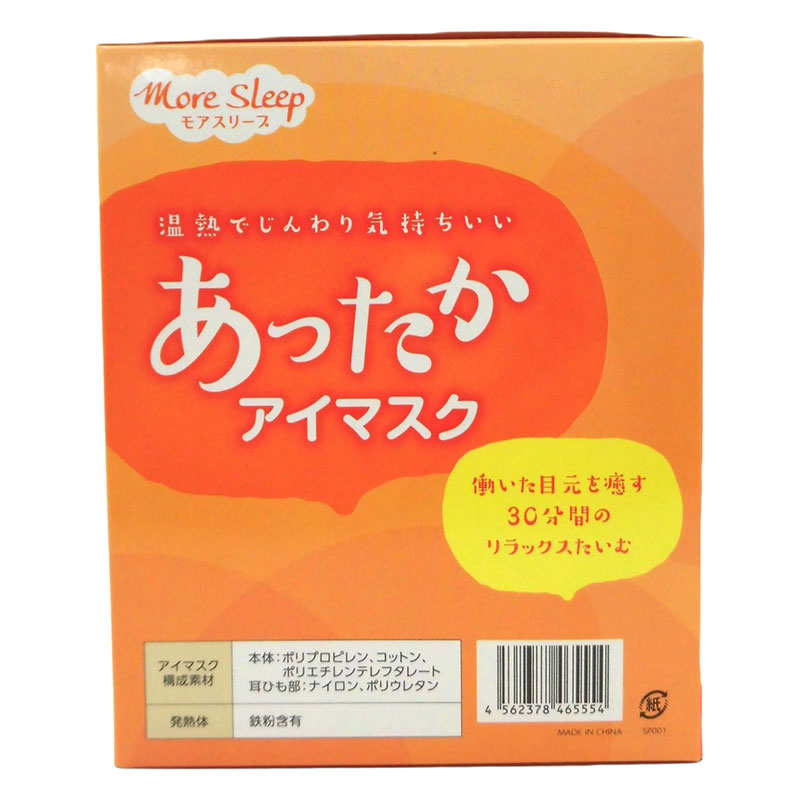 More Sleep
モアスリープ
温熱でじんわり気持ちいい
あったか
アイマスク
働いた目元を癒す
30分間の
リラックスたいむ
アイマスク
構成素材
本体：ポリプロピレン、コットン、
ポリエチレンテレフタレート
耳ひも部：ナイロン、ポリウレタン
発熱体
鉄粉含有
4 562378 465554
MADE IN CHINA
紙
SP001